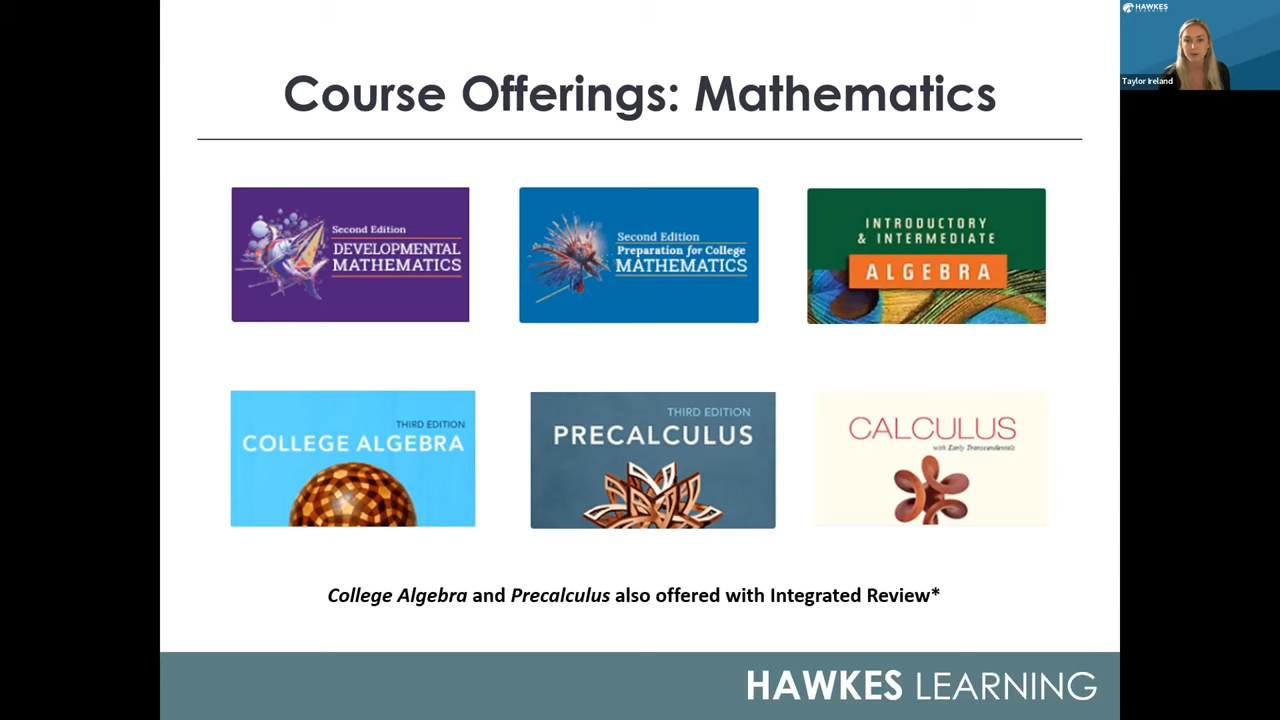 HAWKES
LEARNING
Taylor Ireland
Course Offerings: Mathematics
Second Edition
DEVELOPMENTAL
MATHEMATICS
Second Edition
Preparation for College
MATHEMATICS
INTRODUCTORY
& INTERMEDIATE
ALGEBRA
THIRD EDITION
COLLEGE ALGEBRA
THIRD EDITION
PRECALCULUS
CALCULUS
with Early Transcendentals
College Algebra and Precalculus also offered with Integrated Review*
HAWKES LEARNING